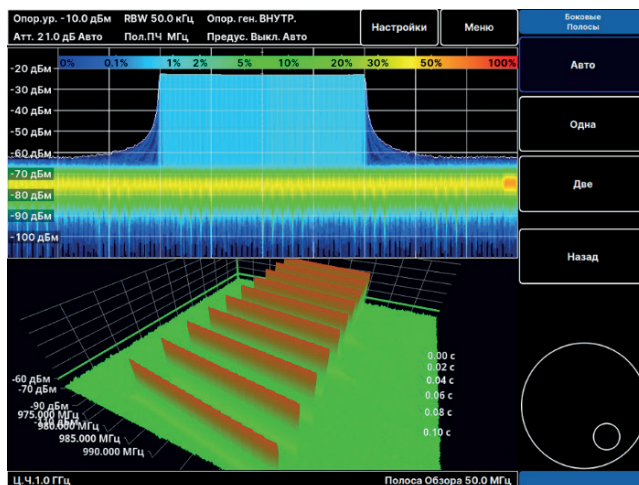 Опор.ур. -10.0 дБм RBW 50.0 кГц Опор. ген. ВНУТР.
Атт. 21.0 дБ Авто Пол.ПЧ МГц Предус. Выкл. Авто
Настройки
Меню
Боковые
Полосы
Авто
Одна
Две
Назад
0% 0.1% 1% 2% 5% 10% 20% 30% 50% 100%
-20 дБм
-30 дБм
-40 дБм
-50 дБм
-60 дБм
-70 дБм
-80 дБм
-90 дБм
-100 дБм
0.00 с
0.02 с
0.04 с
0.06 с
0.08 с
0.10 с
-60 дБм
-70 дБм
-90 дБм
975.000 МГц
980.000 МГц
985.000 МГц
990.000 МГц
Ц.Ч.1.0 ГГц
Полоса Обзора 50.0 МГц